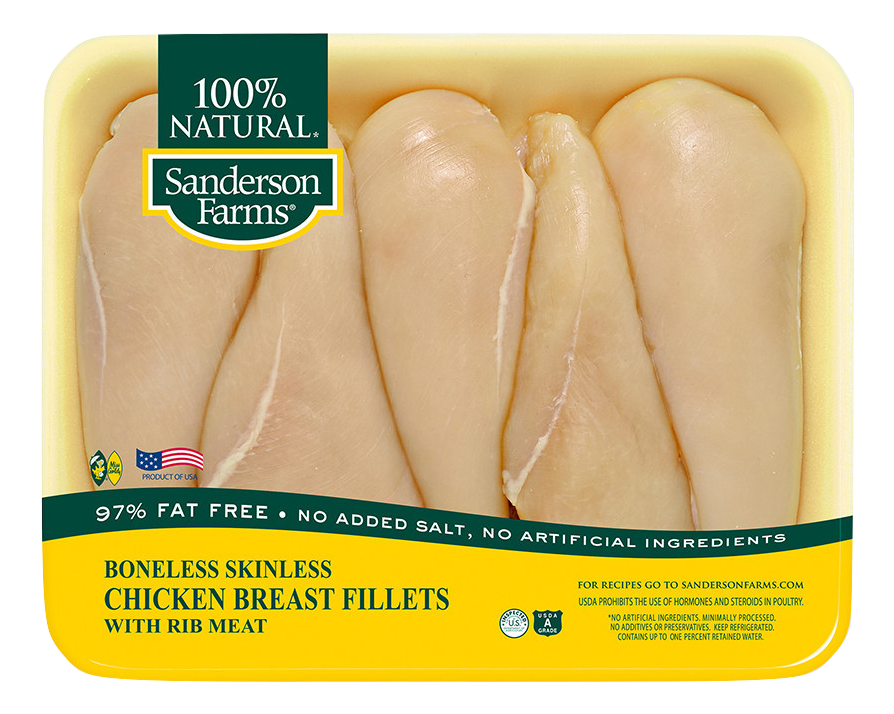 100%
NATURAL*
Sanderson
Farms®
PRODUCT OF USA
97% FAT FREE • NO ADDED SALT, NO ARTIFICIAL INGREDIENTS
BONELESS SKINLESS
CHICKEN BREAST FILLETS
WITH RIB MEAT
INSPECTED
U.S.
USDA
A
GRADE
FOR RECIPES GO TO SANDERSONFARMS.COM
USDA PROHIBITS THE USE OF HORMONES AND STEROIDS IN POULTRY.
*NO ARTIFICIAL INGREDIENTS. MINIMALLY PROCESSED.
NO ADDITIVES OR PRESERVATIVES. KEEP REFRIGERATED.
CONTAINS UP TO ONE PERCENT RETAINED WATER.